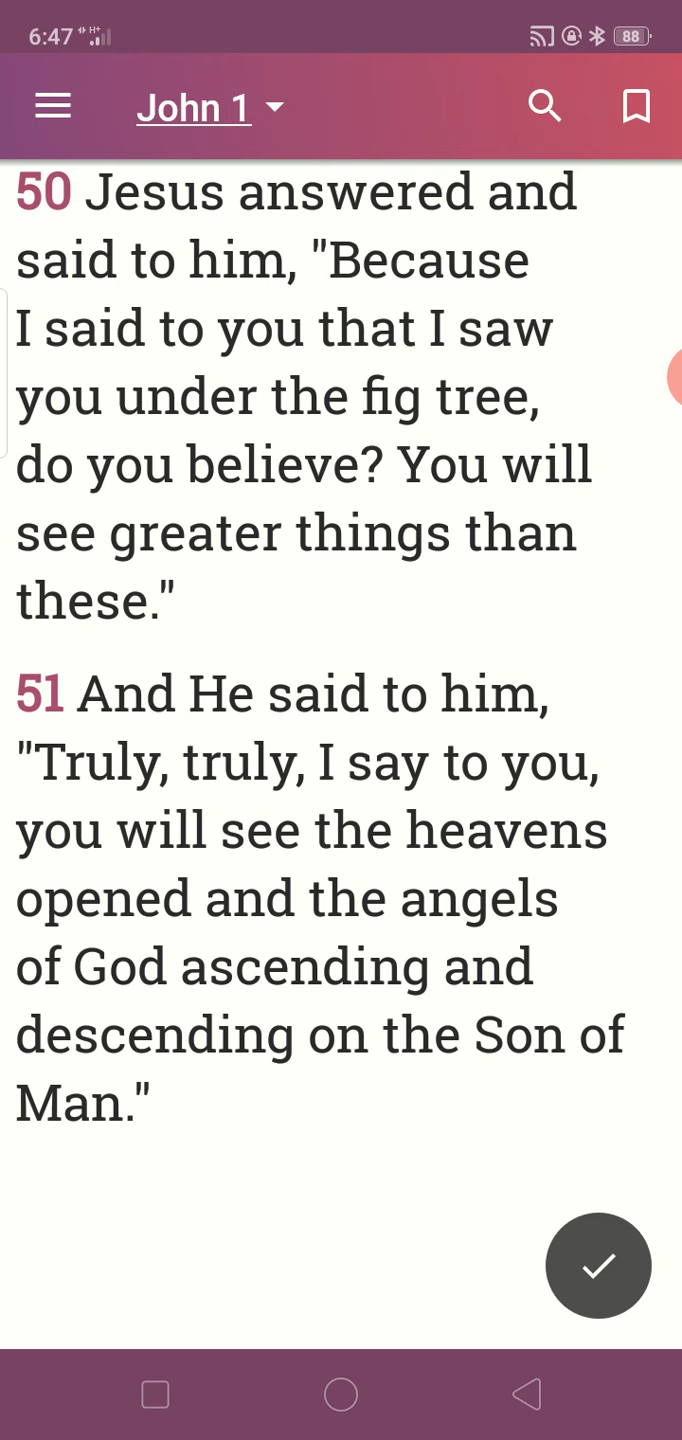 6:47 H+ 88
John 1
50 Jesus answered and
said to him, "Because
I said to you that I saw
you under the fig tree,
do you believe? You will
see greater things than
these."
51 And He said to him,
"Truly, truly, I say to you,
you will see the heavens
opened and the angels
of God ascending and
descending on the Son of
Man."